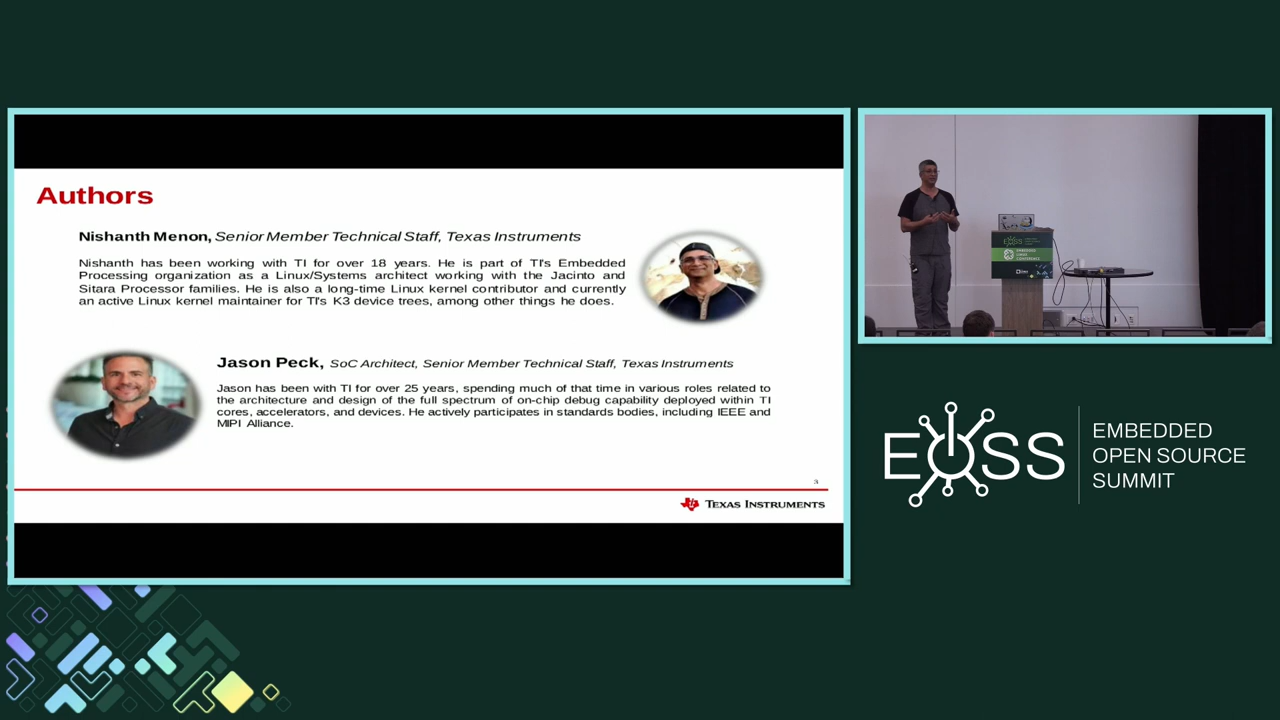 Authors
Nishanth Menon, Senior Member Technical Staff, Texas Instruments
Nishanth has been working with TI for over 18 years. He is part of TI's Embedded
Processing organization as a Linux/Systems architect working with the Jacinto and
Sitara Processor families. He is also a long-time Linux kernel contributor and currently
an active Linux kernel maintainer for TI's K3 device trees, among other things he does.
Jason Peck, SoC Architect, Senior Member Technical Staff, Texas Instruments
Jason has been with TI for over 25 years, spending much of that time in various roles related to
the architecture and design of the full spectrum of on-chip debug capability deployed within TI
cores, accelerators, and devices. He actively participates in standards bodies, including IEEE and
MIPI Alliance.
3
TEXAS INSTRUMENTS
EOSS
EOSS
EMBEDDED
OPEN SOURCE
SUMMIT